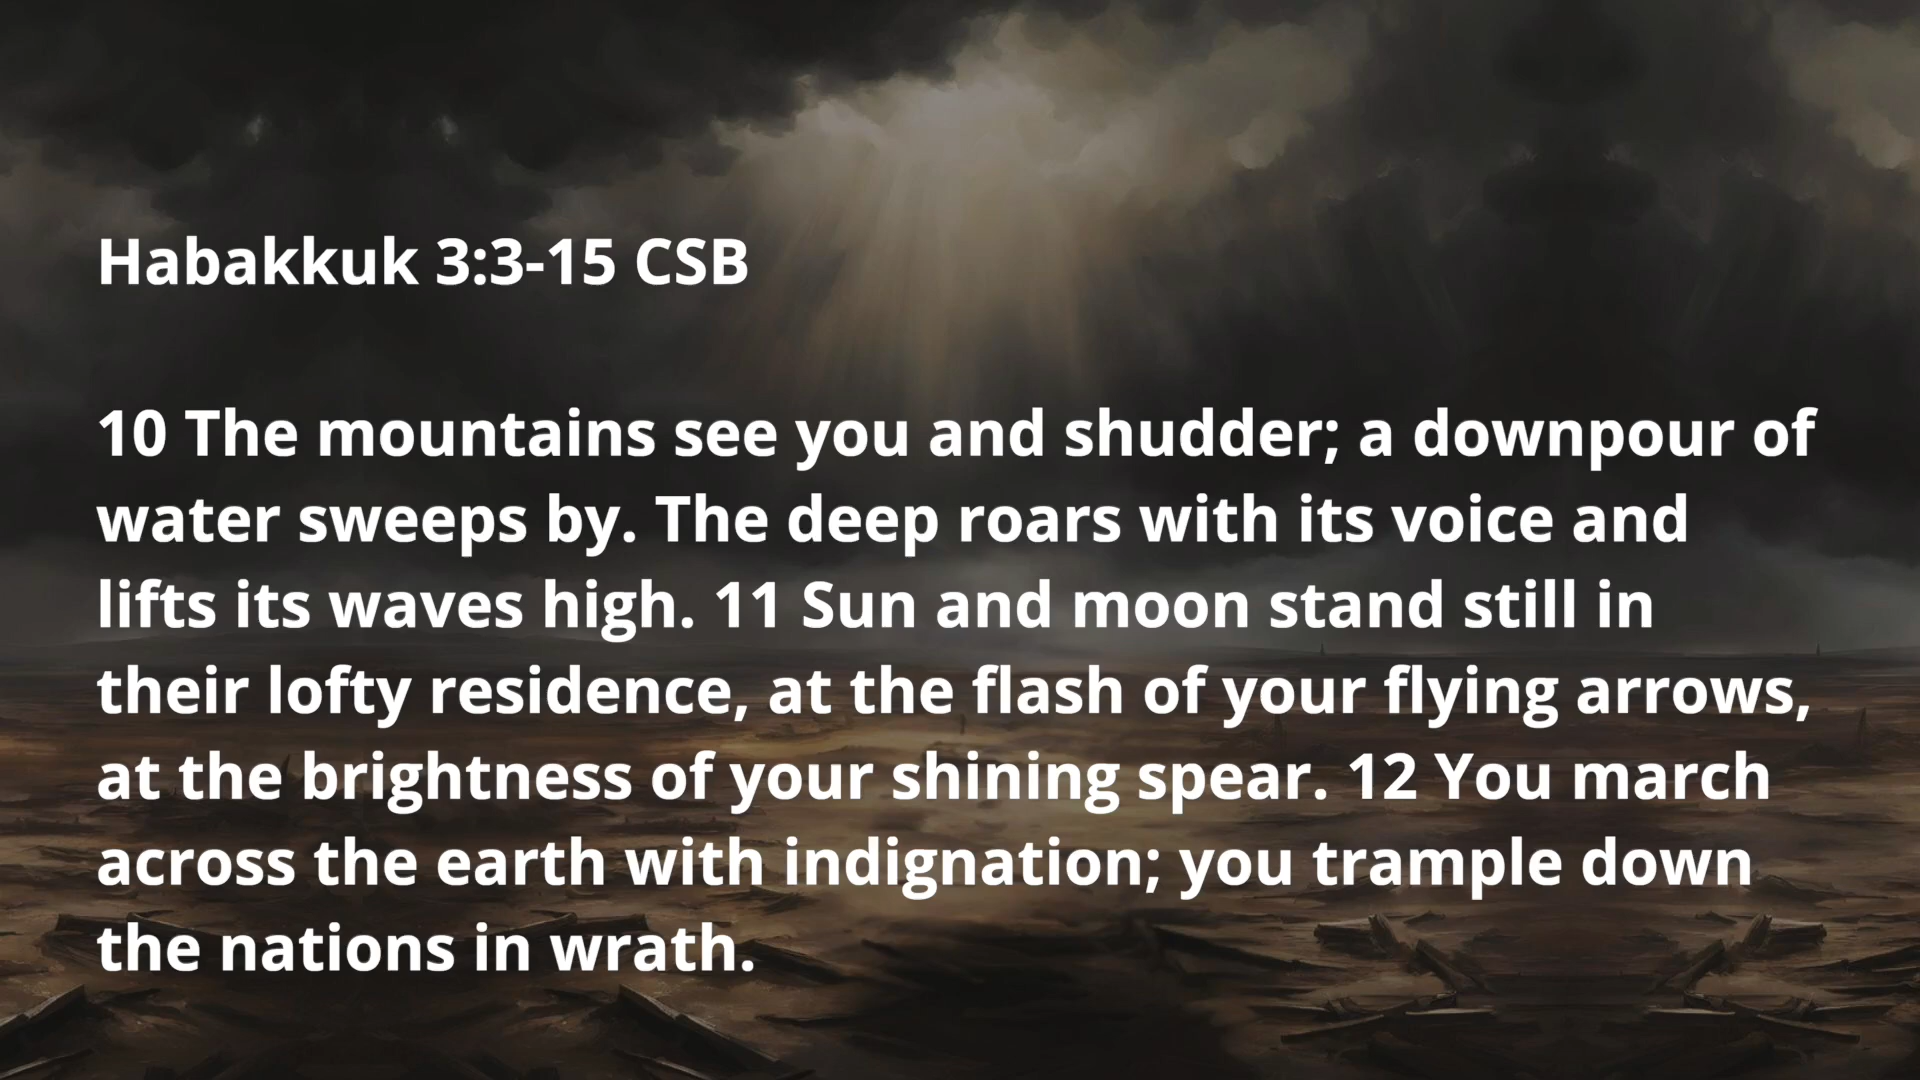 Habakkuk 3:3-15 CSB
10 The mountains see you and shudder; a downpour of
water sweeps by. The deep roars with its voice and
lifts its waves high. 11 Sun and moon stand still in
their lofty residence, at the flash of your flying arrows,
at the brightness of your shining spear. 12 You march
across the earth with indignation; you trample down
the nations in wrath.